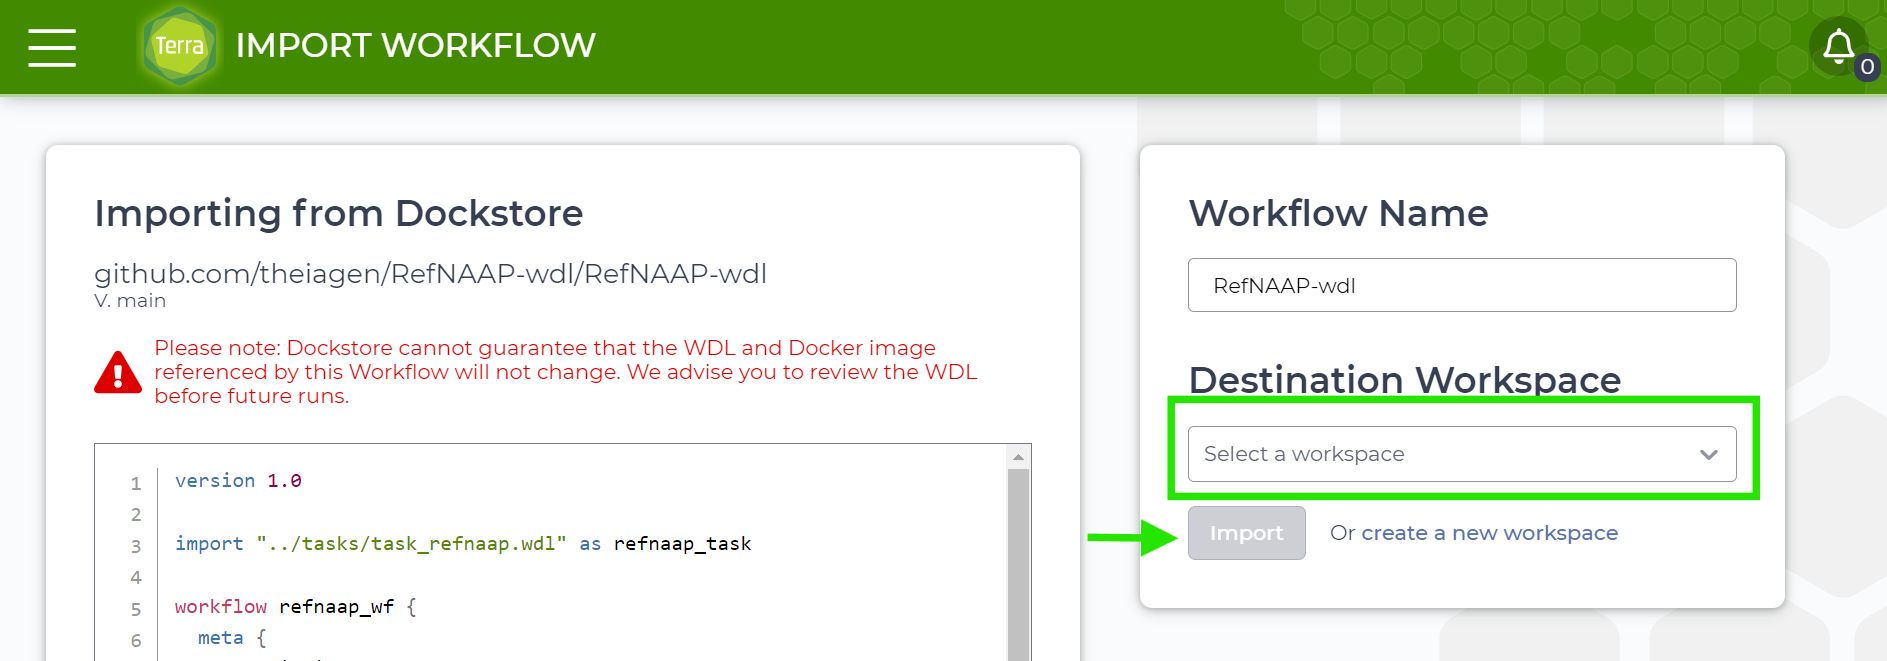 Terra IMPORT WORKFLOW
0
Importing from Dockstore
github.com/theiagen/RefNAAP-wdl/RefNAAP-wdl
V. main
Please note: Dockstore cannot guarantee that the WDL and Docker image
referenced by this Workflow will not change. We advise you to review the WDL
before future runs.
1 version 1.0
2
3 import "../tasks/task_refnaap.wdl" as refnaap_task
4
5 workflow refnaap_wf {
6 meta {
Workflow Name
RefNAAP-wdl
Destination Workspace
Select a workspace
Import Or create a new workspace